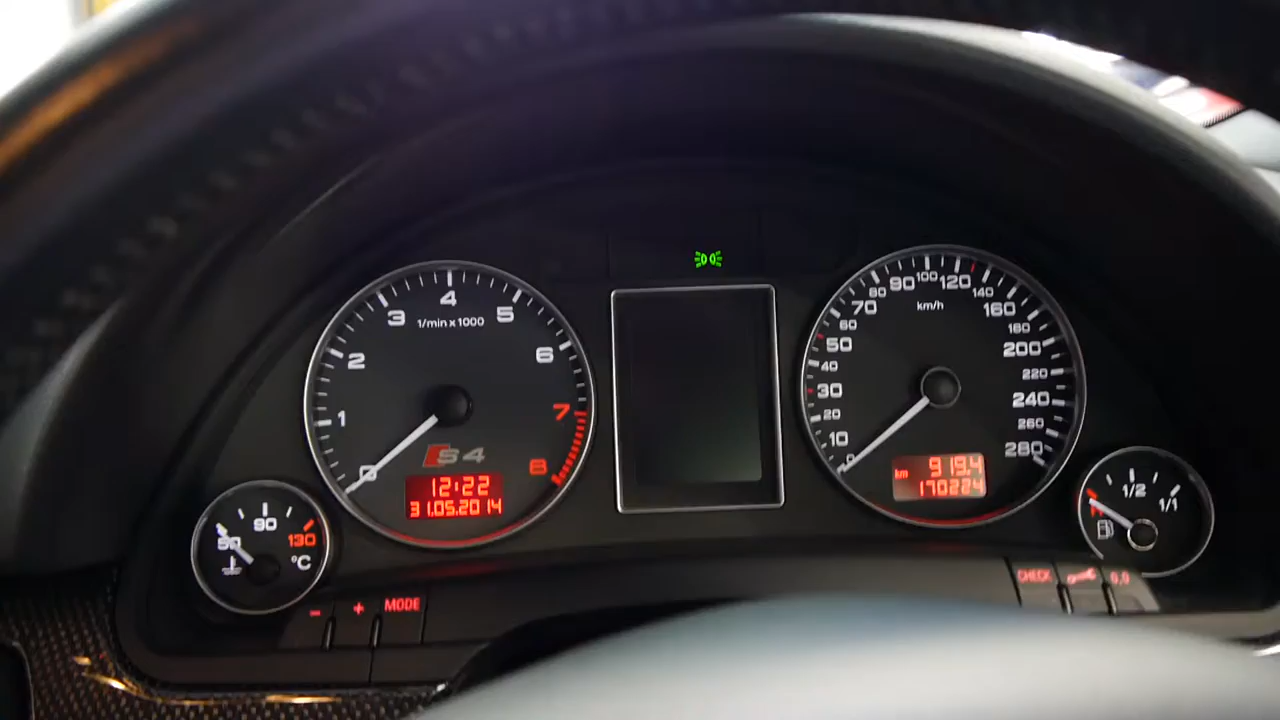 1 2 3 4 5 6 7 8
1/min x 1000
0
S4
12:22
31.05.2014
50 90 130
°C
- + MODE
0 10 20 30 40 50 60 70 80 90 100 120 140 160 180 200 220 240 260 280
km/h
km 919.4
170224
1/2 1/1
CHECK 0,0